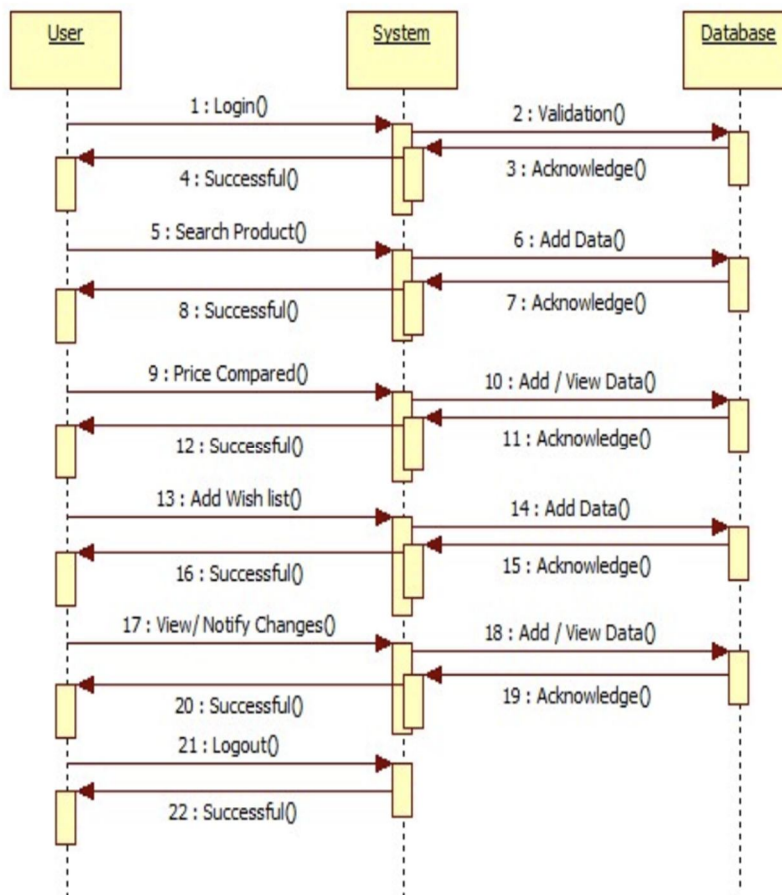 User
System
Database
1 : Login()
2 : Validation()
3 : Acknowledge()
4 : Successful()
5 : Search Product()
6 : Add Data()
7 : Acknowledge()
8 : Successful()
9 : Price Compared()
10 : Add / View Data()
11 : Acknowledge()
12 : Successful()
13 : Add Wish list()
14 : Add Data()
15 : Acknowledge()
16 : Successful()
17 : View/ Notify Changes()
18 : Add / View Data()
19 : Acknowledge()
20 : Successful()
21 : Logout()
22 : Successful()